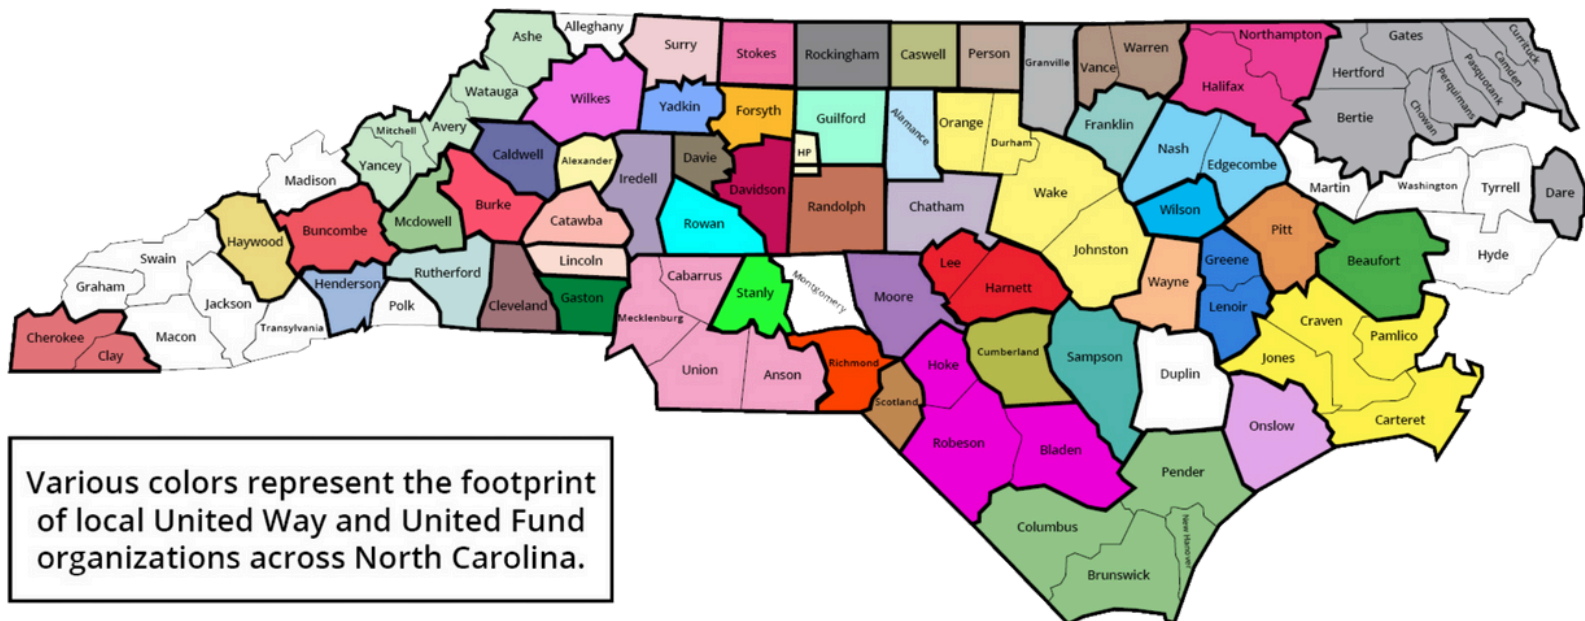 Alleghany
Ashe
Surry
Stokes
Rockingham
Caswell
Person
Granville
Vance
Warren
Northampton
Halifax
Gates
Hertford
Currituck
Camden
Pasquotank
Perquimans
Chowan
Bertie
Watauga
Wilkes
Yadkin
Forsyth
Guilford
Alamance
Orange
Durham
Franklin
Nash
Edgecombe
Mitchell
Avery
Yancey
Madison
Caldwell
Alexander
Iredell
Davie
Davidson
HP
Randolph
Chatham
Wake
Martin
Washington
Tyrrell
Dare
Haywood
Buncombe
Mcdowell
Burke
Catawba
Rowan
Johnston
Wilson
Pitt
Beaufort
Hyde
Swain
Graham
Jackson
Henderson
Rutherford
Polk
Cleveland
Lincoln
Gaston
Cabarrus
Stanly
Montgomery
Moore
Lee
Harnett
Wayne
Greene
Lenoir
Craven
Pamlico
Cherokee
Clay
Macon
Transylvania
Mecklenburg
Union
Anson
Richmond
Scotland
Hoke
Cumberland
Sampson
Duplin
Jones
Carteret
Onslow
Robeson
Bladen
Pender
Columbus
Brunswick
New Hanover
Various colors represent the footprint
of local United Way and United Fund
organizations across North Carolina.